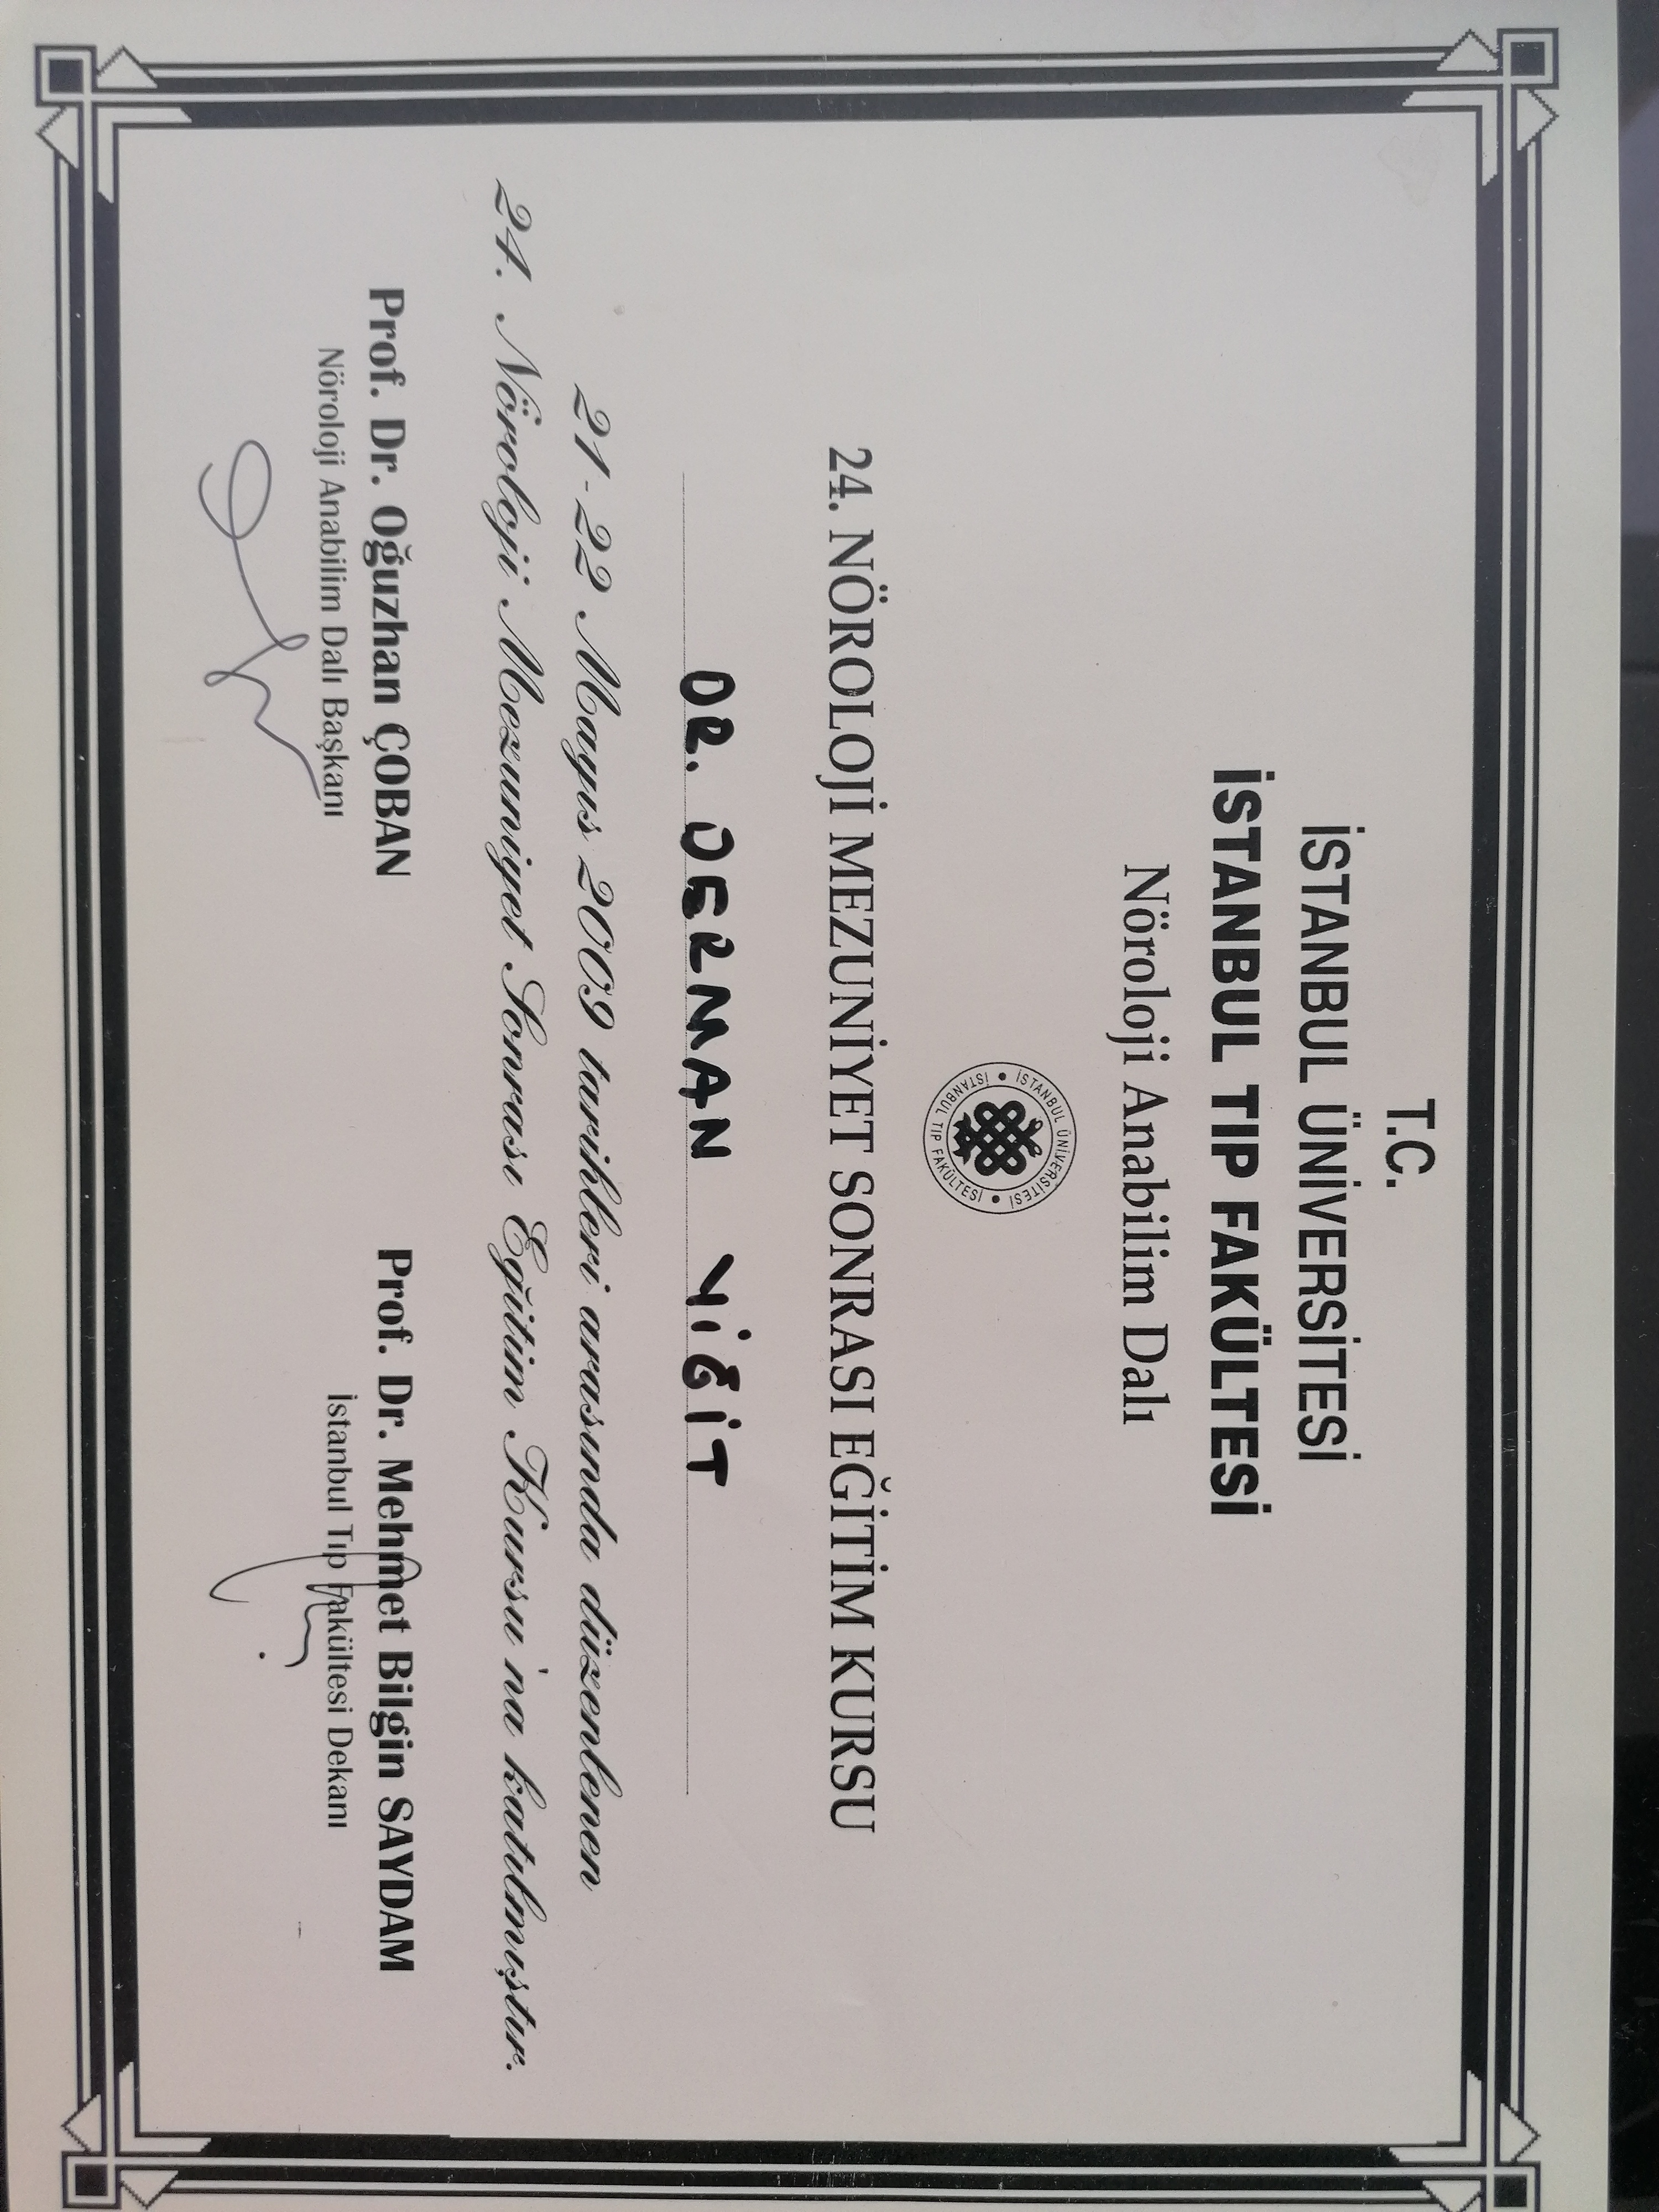 T.C.
İSTANBUL ÜNİVERSİTESİ
İSTANBUL TIP FAKÜLTESİ
Nöroloji Anabilim Dalı
İSTANBUL ÜNİVERSİTESİ • İSTANBUL TIP FAKÜLTESİ •
24. NÖROLOJİ MEZUNİYET SONRASI EĞİTİM KURSU
DR. DERMAN YİĞİT
21-22 Mayıs 2009 tarihleri arasında düzenlenen
24. Nöroloji Mezuniyet Sonrası Eğitim Kursu'na katılmıştır.
Prof. Dr. Oğuzhan ÇOBAN
Nöroloji Anabilim Dalı Başkanı
Prof. Dr. Mehmet Bilgin SAYDAM
İstanbul Tıp Fakültesi Dekanı